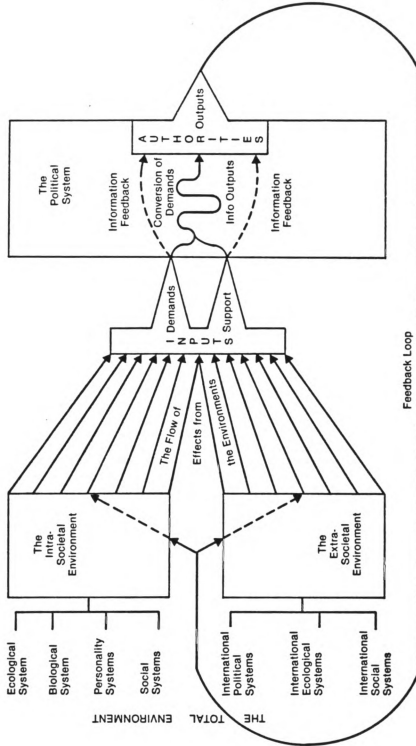 THE TOTAL ENVIRONMENT
Ecological
System
Biological
System
Personality
Systems
Social
Systems
International
Political
Systems
International
Ecological
Systems
International
Social
Systems
The
Intra-
Societal
Environment
The
Extra-
Societal
Environment
The Flow of
Effects from
the Environments
INPUTS
Demands
Support
The
Political
System
Information
Feedback
Conversion of
Demands
Info Outputs
Information
Feedback
AUTHORITIES
Outputs
Feedback Loop